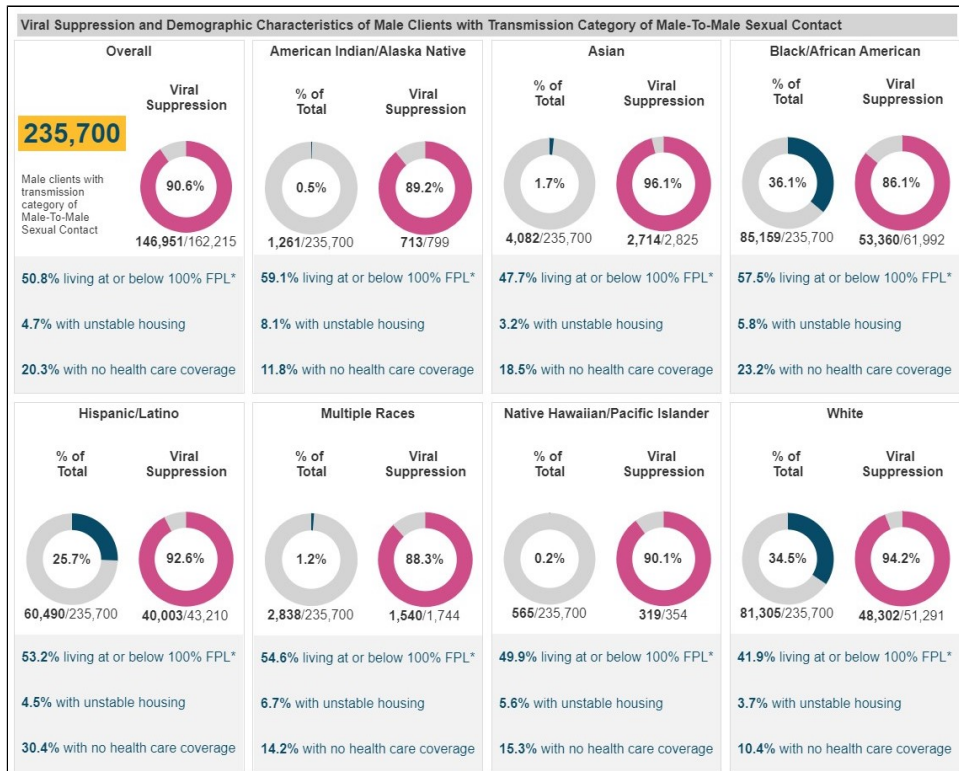 Viral Suppression and Demographic Characteristics of Male Clients with Transmission Category of Male-To-Male Sexual Contact
Overall
Viral
Suppression
235,700
Male clients with
transmission
category of
Male-To-Male
Sexual Contact
90.6%
146,951/162,215
50.8% living at or below 100% FPL*
4.7% with unstable housing
20.3% with no health care coverage
American Indian/Alaska Native
% of
Total
Viral
Suppression
0.5%
89.2%
1,261/235,700
713/799
59.1% living at or below 100% FPL*
8.1% with unstable housing
11.8% with no health care coverage
Asian
% of
Total
Viral
Suppression
1.7%
96.1%
4,082/235,700
2,714/2,825
47.7% living at or below 100% FPL*
3.2% with unstable housing
18.5% with no health care coverage
Black/African American
% of
Total
Viral
Suppression
36.1%
86.1%
85,159/235,700
53,360/61,992
57.5% living at or below 100% FPL*
5.8% with unstable housing
23.2% with no health care coverage
Hispanic/Latino
% of
Total
Viral
Suppression
25.7%
92.6%
60,490/235,700
40,003/43,210
53.2% living at or below 100% FPL*
4.5% with unstable housing
30.4% with no health care coverage
Multiple Races
% of
Total
Viral
Suppression
1.2%
88.3%
2,838/235,700
1,540/1,744
54.6% living at or below 100% FPL*
6.7% with unstable housing
14.2% with no health care coverage
Native Hawaiian/Pacific Islander
% of
Total
Viral
Suppression
0.2%
90.1%
565/235,700
319/354
49.9% living at or below 100% FPL*
5.6% with unstable housing
15.3% with no health care coverage
White
% of
Total
Viral
Suppression
34.5%
94.2%
81,305/235,700
48,302/51,291
41.9% living at or below 100% FPL*
3.7% with unstable housing
10.4% with no health care coverage